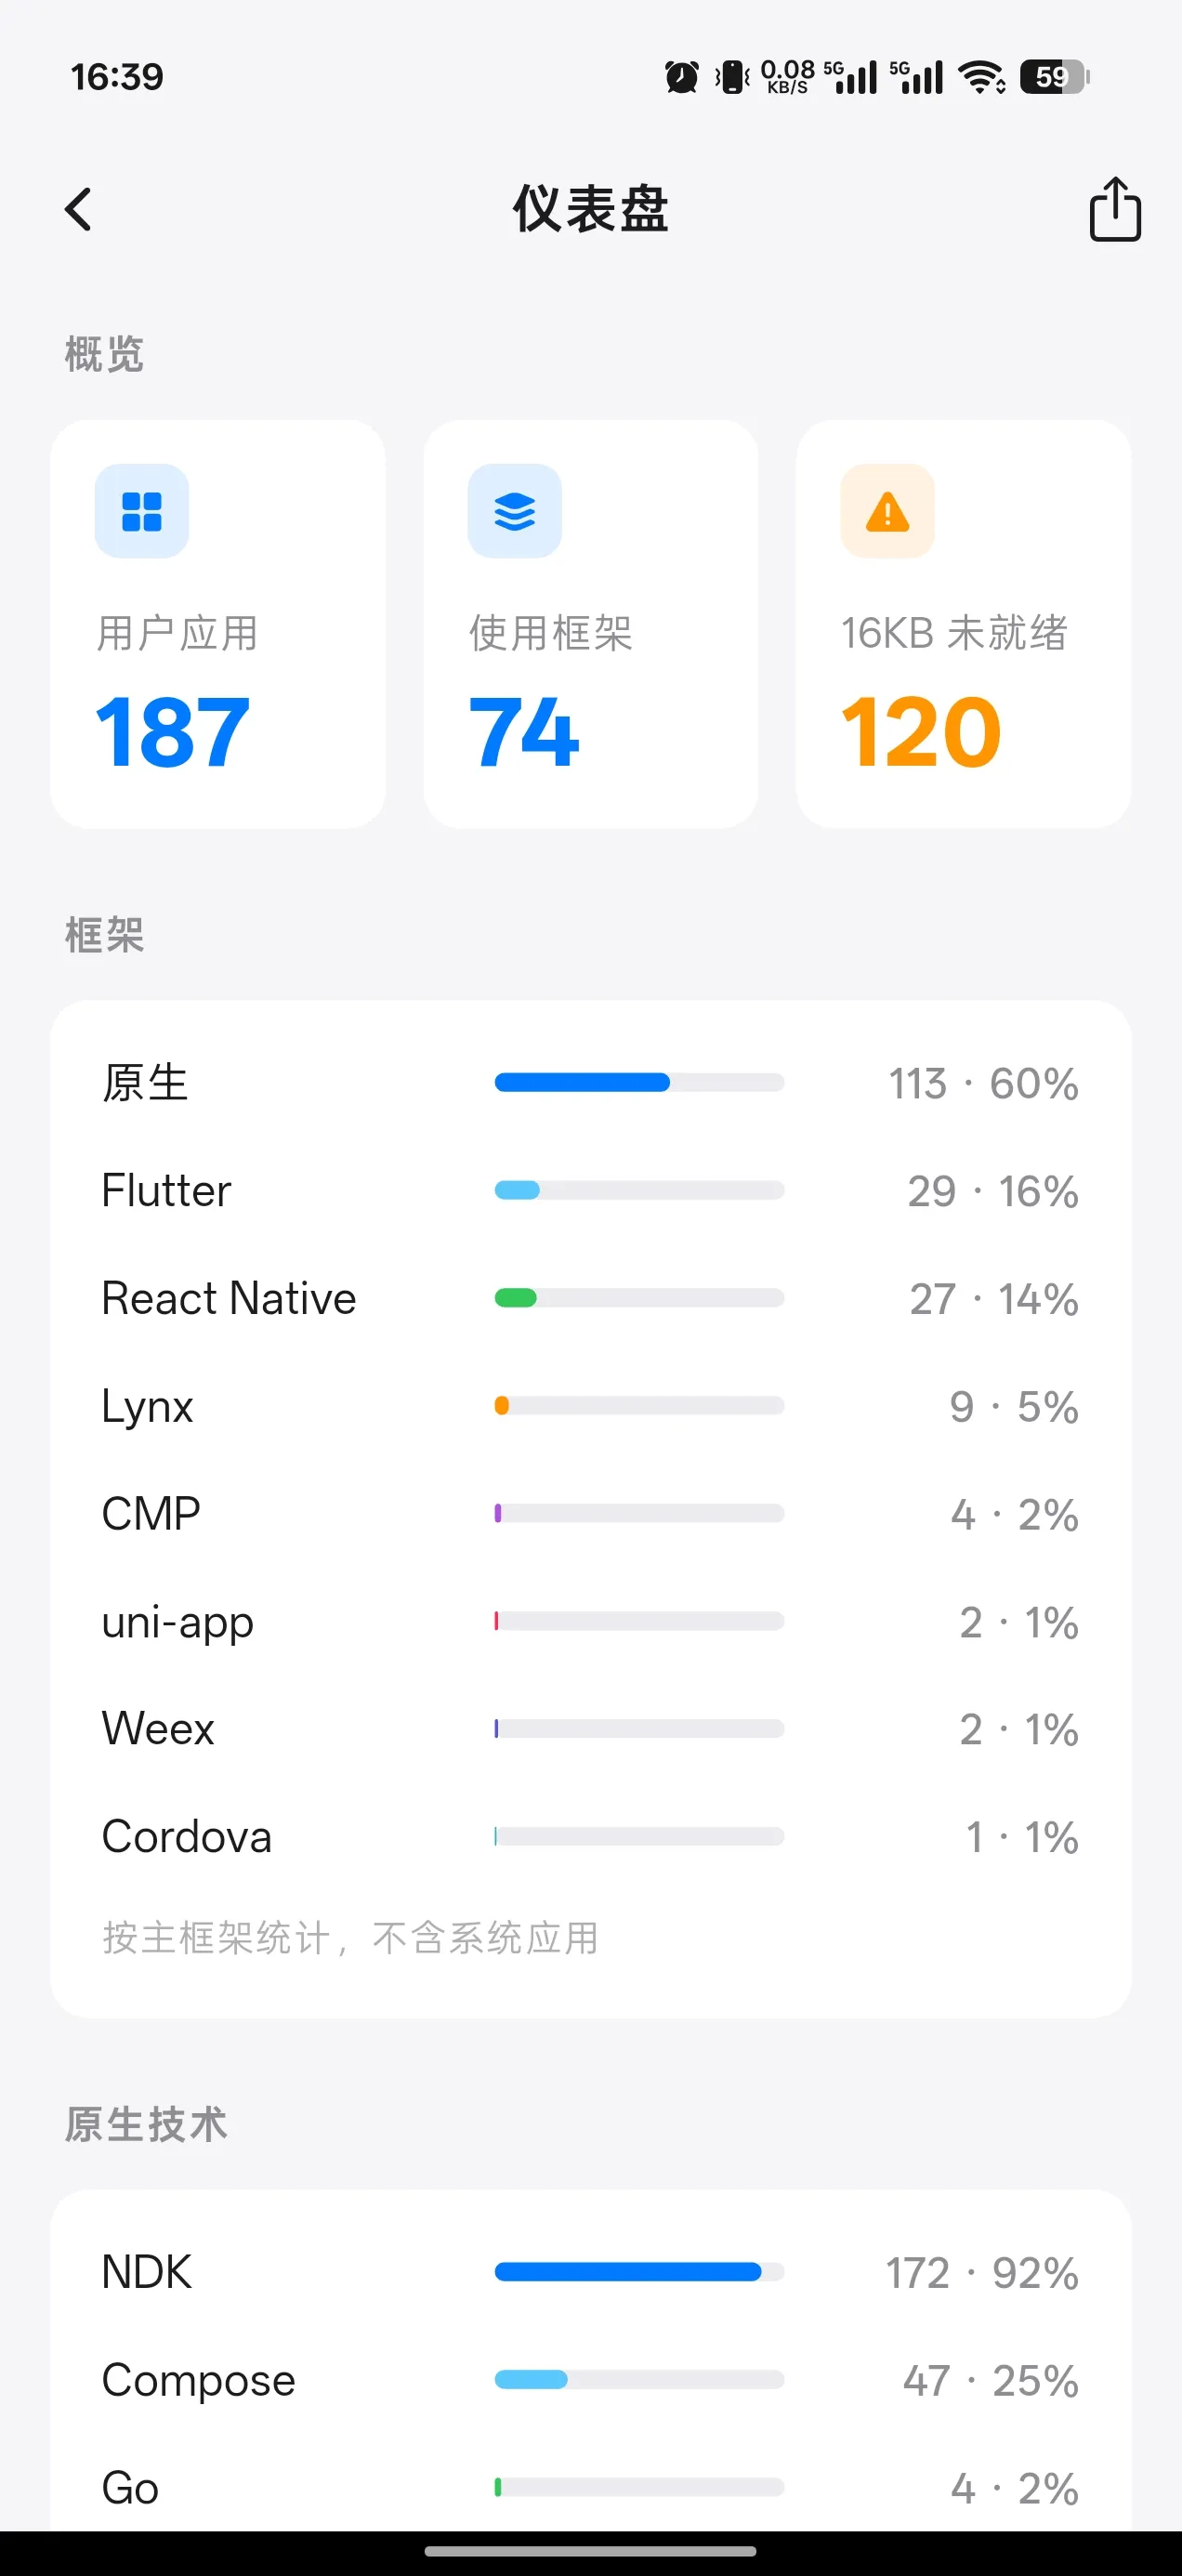 16:39
0.08 KB/S 5G 5G 59
仪表盘
概览
用户应用
187
使用框架
74
16KB 未就绪
120
框架
原生 113 · 60%
Flutter 29 · 16%
React Native 27 · 14%
Lynx 9 · 5%
CMP 4 · 2%
uni-app 2 · 1%
Weex 2 · 1%
Cordova 1 · 1%
按主框架统计，不含系统应用
原生技术
NDK 172 · 92%
Compose 47 · 25%
Go 4 · 2%